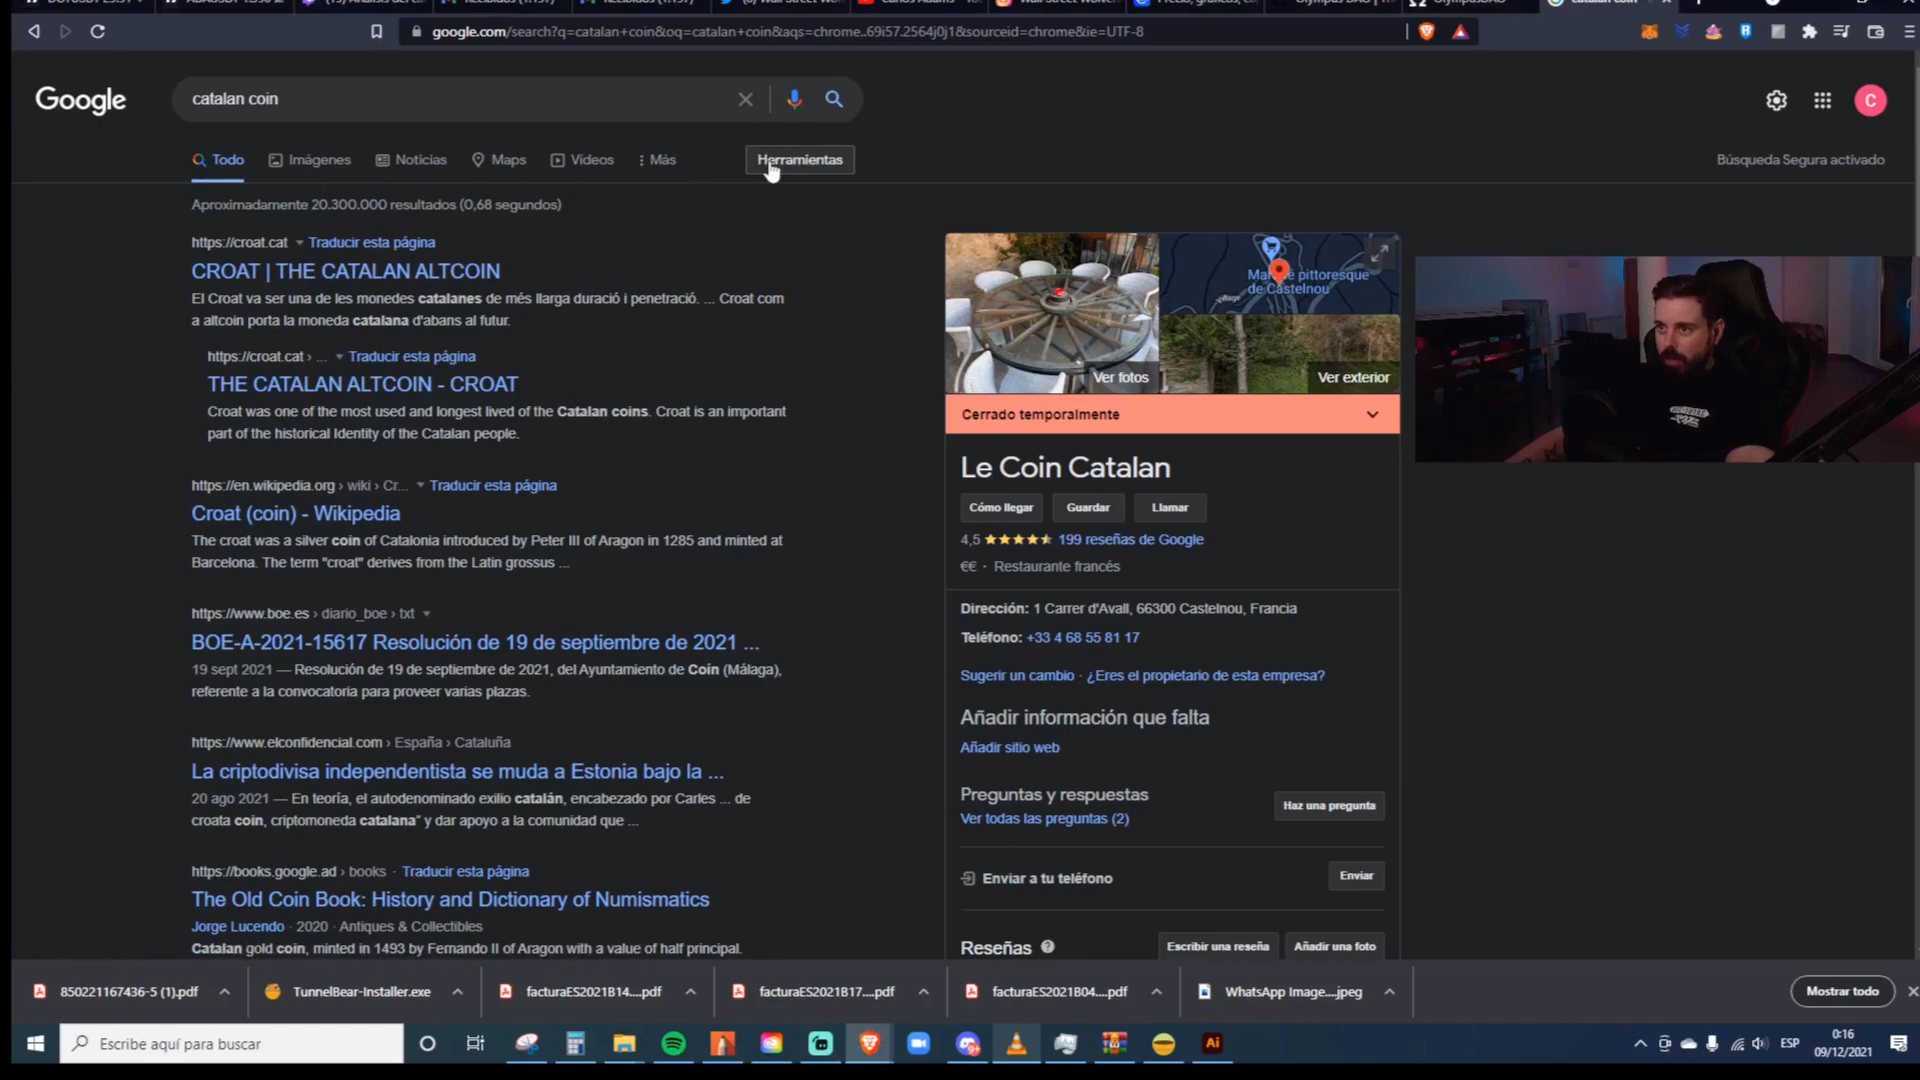 google.com/search?q=catalan+coin&oq=catalan+coin&aqs=chrome..69i57.2564j0j1&sourceid=chrome&ie=UTF-8
Google
catalan coin
C
Todo
Imágenes
Noticias
Maps
Vídeos
Más
Herramientas
Búsqueda Segura activado
Aproximadamente 20.300.000 resultados (0,68 segundos)
https://croat.cat Traducir esta página
CROAT | THE CATALAN ALTCOIN
El Croat va ser una de les monedes catalanes de més llarga duració i penetració. ... Croat com
a altcoin porta la moneda catalana d'abans al futur.
https://croat.cat › ... Traducir esta página
THE CATALAN ALTCOIN - CROAT
Croat was one of the most used and longest lived of the Catalan coins. Croat is an important
part of the historical Identity of the Catalan people.
https://en.wikipedia.org › wiki › Cr... Traducir esta página
Croat (coin) - Wikipedia
The croat was a silver coin of Catalonia introduced by Peter III of Aragon in 1285 and minted at
Barcelona. The term "croat" derives from the Latin grossus ...
https://www.boe.es › diario_boe › txt
BOE-A-2021-15617 Resolución de 19 de septiembre de 2021 ...
19 sept 2021 — Resolución de 19 de septiembre de 2021, del Ayuntamiento de Coín (Málaga),
referente a la convocatoria para proveer varias plazas.
https://www.elconfidencial.com › España › Cataluña
La criptodivisa independentista se muda a Estonia bajo la ...
20 ago 2021 — En teoría, el autodenominado exilio catalán, encabezado por Carles ... de
croata coin, criptomoneda catalana" y dar apoyo a la comunidad que ...
https://books.google.ad › books · Traducir esta página
The Old Coin Book: History and Dictionary of Numismatics
Jorge Lucendo · 2020 · Antiques & Collectibles
Catalan gold coin, minted in 1493 by Fernando II of Aragon with a value of half principal.
pittoresque
de Castelnou
Village
Ver fotos
Ver exterior
Cerrado temporalmente
Le Coin Catalan
Cómo llegar
Guardar
Llamar
4,5 199 reseñas de Google
€€ · Restaurante francés
Dirección: 1 Carrer d'Avall, 66300 Castelnou, Francia
Teléfono: +33 4 68 55 81 17
Sugerir un cambio · ¿Eres el propietario de esta empresa?
Añadir información que falta
Añadir sitio web
Preguntas y respuestas
Haz una pregunta
Ver todas las preguntas (2)
Enviar a tu teléfono
Enviar
Reseñas
Escribir una reseña
Añadir una foto
850221167436-5 (1).pdf
TunnelBear-Installer.exe
facturaES2021B14....pdf
facturaES2021B17....pdf
facturaES2021B04....pdf
WhatsApp Image....jpeg
Mostrar todo
Escribe aquí para buscar
Ai
ESP
0:16
09/12/2021